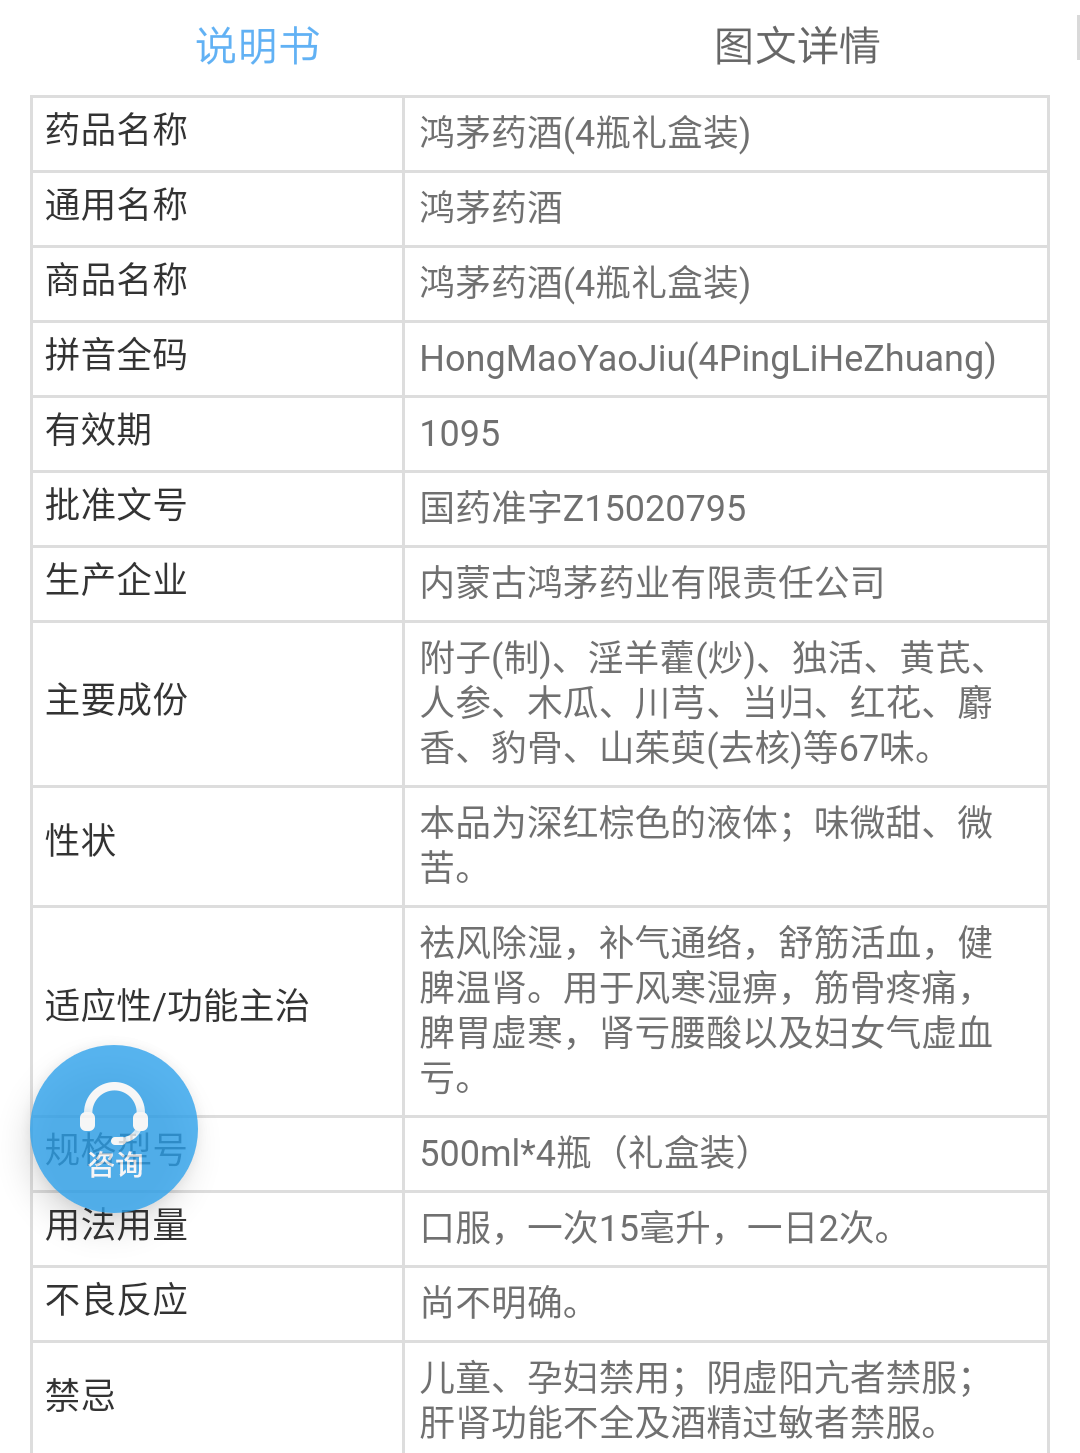 说明书
图文详情
药品名称
鸿茅药酒(4瓶礼盒装)
通用名称
鸿茅药酒
商品名称
鸿茅药酒(4瓶礼盒装)
拼音全码
HongMaoYaoJiu(4PingLiHeZhuang)
有效期
1095
批准文号
国药准字Z15020795
生产企业
内蒙古鸿茅药业有限责任公司
主要成份
附子(制)、淫羊藿(炒)、独活、黄芪、
人参、木瓜、川芎、当归、红花、麝
香、豹骨、山茱萸(去核)等67味。
性状
本品为深红棕色的液体；味微甜、微
苦。
适应性/功能主治
祛风除湿，补气通络，舒筋活血，健
脾温肾。用于风寒湿痹，筋骨疼痛，
脾胃虚寒，肾亏腰酸以及妇女气虚血
亏。
规格型号
咨询
500ml*4瓶（礼盒装）
用法用量
口服，一次15毫升，一日2次。
不良反应
尚不明确。
禁忌
儿童、孕妇禁用；阴虚阳亢者禁服；
肝肾功能不全及酒精过敏者禁服。